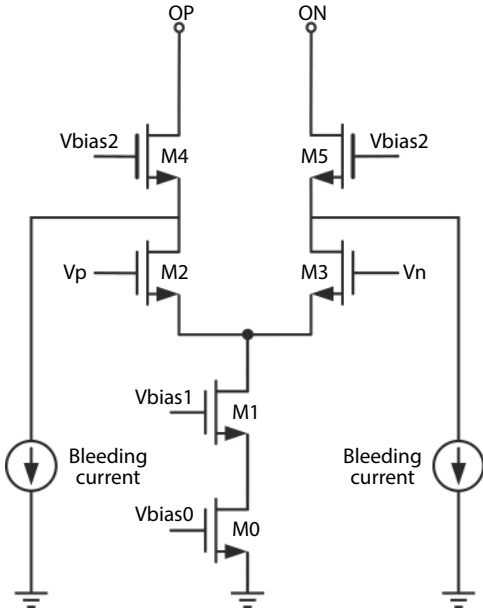 OP
ON
Vbias2
M4
M5
Vbias2
Vp
M2
M3
Vn
Vbias1
M1
Bleeding
current
Bleeding
current
Vbias0
M0